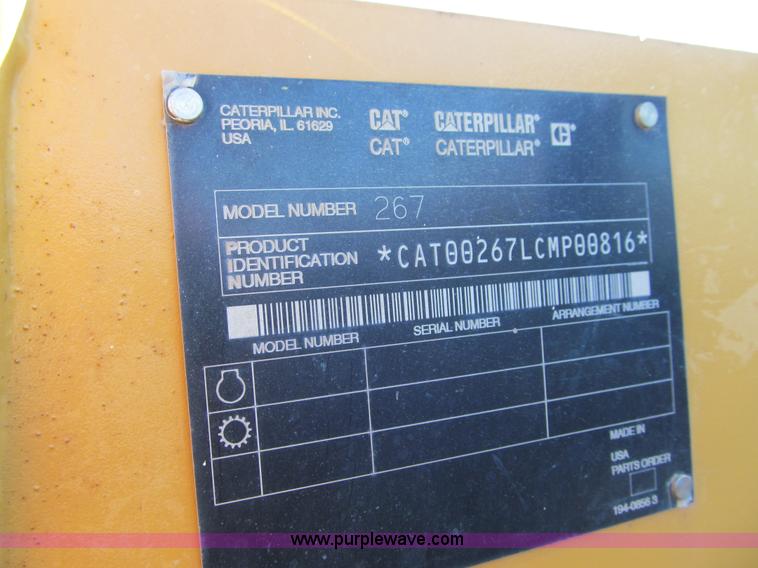 CATERPILLAR INC.
PEORIA, IL. 61629
USA
CAT® CATERPILLAR® C®
CAT® CATERPILLAR®
MODEL NUMBER 267
PRODUCT
IDENTIFICATION
NUMBER
*CAT00267LCMP00816*
MODEL NUMBER SERIAL NUMBER ARRANGEMENT NUMBER
MADE IN
USA
PARTS ORDER
194-0856 3
www.purplewave.com